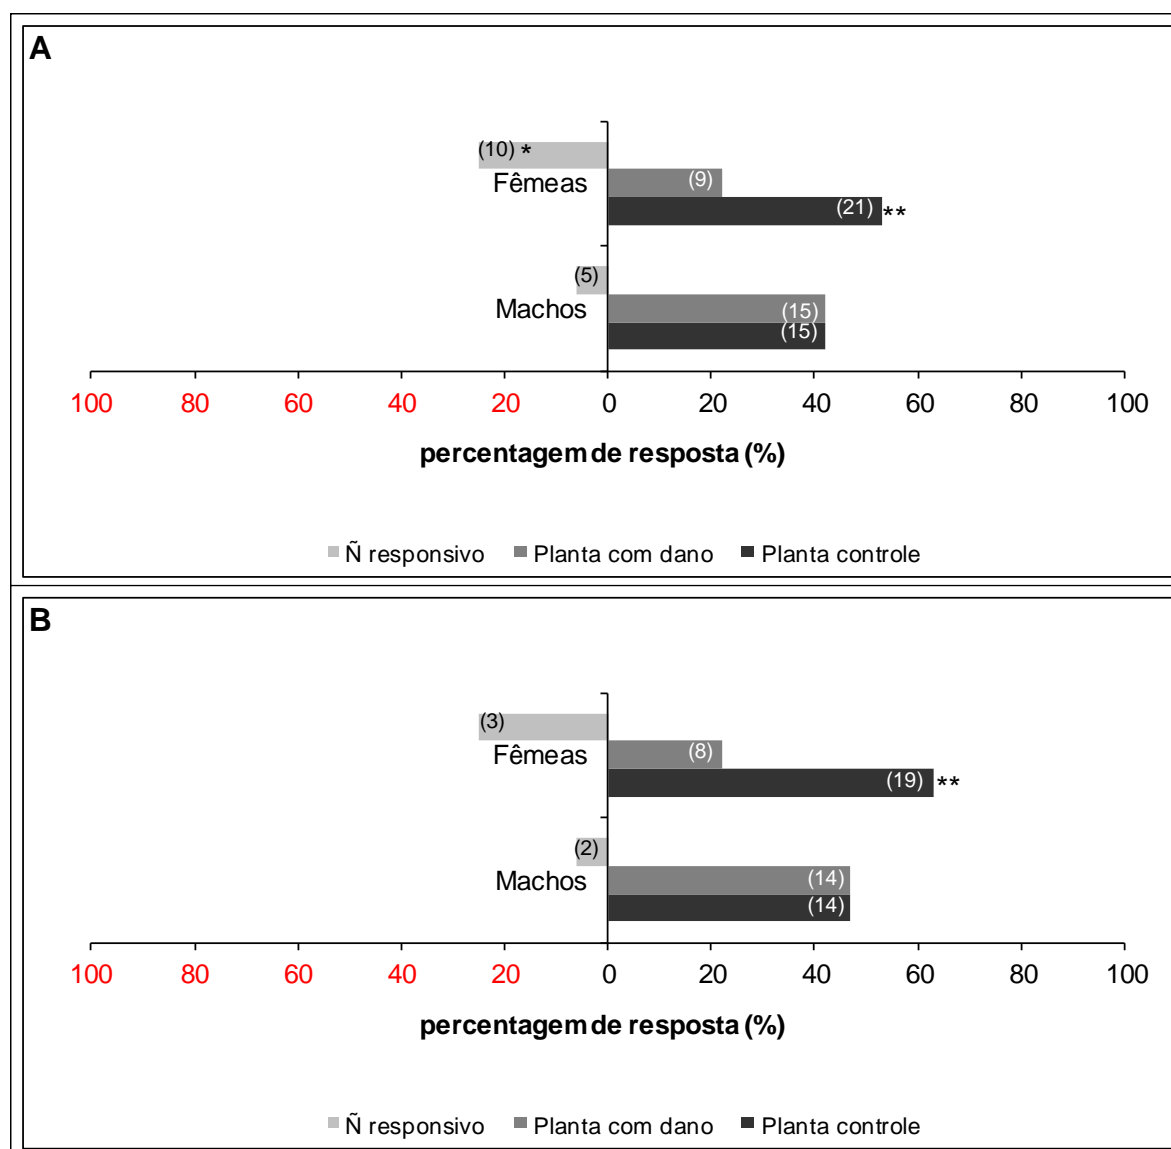 A
(10) *
Fêmeas
(9)
(21) **
(5)
Machos
(15)
(15)
100 80 60 40 20 0 20 40 60 80 100
percentagem de resposta (%)
Ñ responsivo Planta com dano Planta controle
B
(3)
Fêmeas
(8)
(19) **
(2)
Machos
(14)
(14)
100 80 60 40 20 0 20 40 60 80 100
percentagem de resposta (%)
Ñ responsivo Planta com dano Planta controle